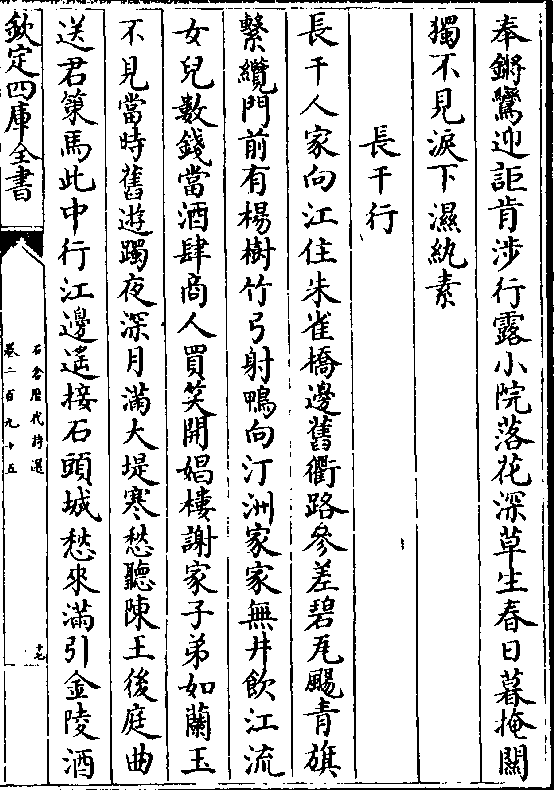 奉鏘鸞迎詎肯涉行露小院落花深草生春日暮掩關
獨不見淚下濕紈素
長干行
長干人家向江住朱雀橋邊舊衢路參差碧瓦颺青旗
繫纜門前有楊樹竹弓射鴨向汀洲家家無井飲江流
女兒數錢當酒肆商人買笑開娼樓謝家子弟如蘭玉
不見當時舊遊躅夜深月滿大堤寒愁聽陳王後庭曲
送君策馬此中行江邊遙接石頭城愁來滿引金陵酒
欽定四庫全書
石倉歷代詩選
卷二百九十五
十七